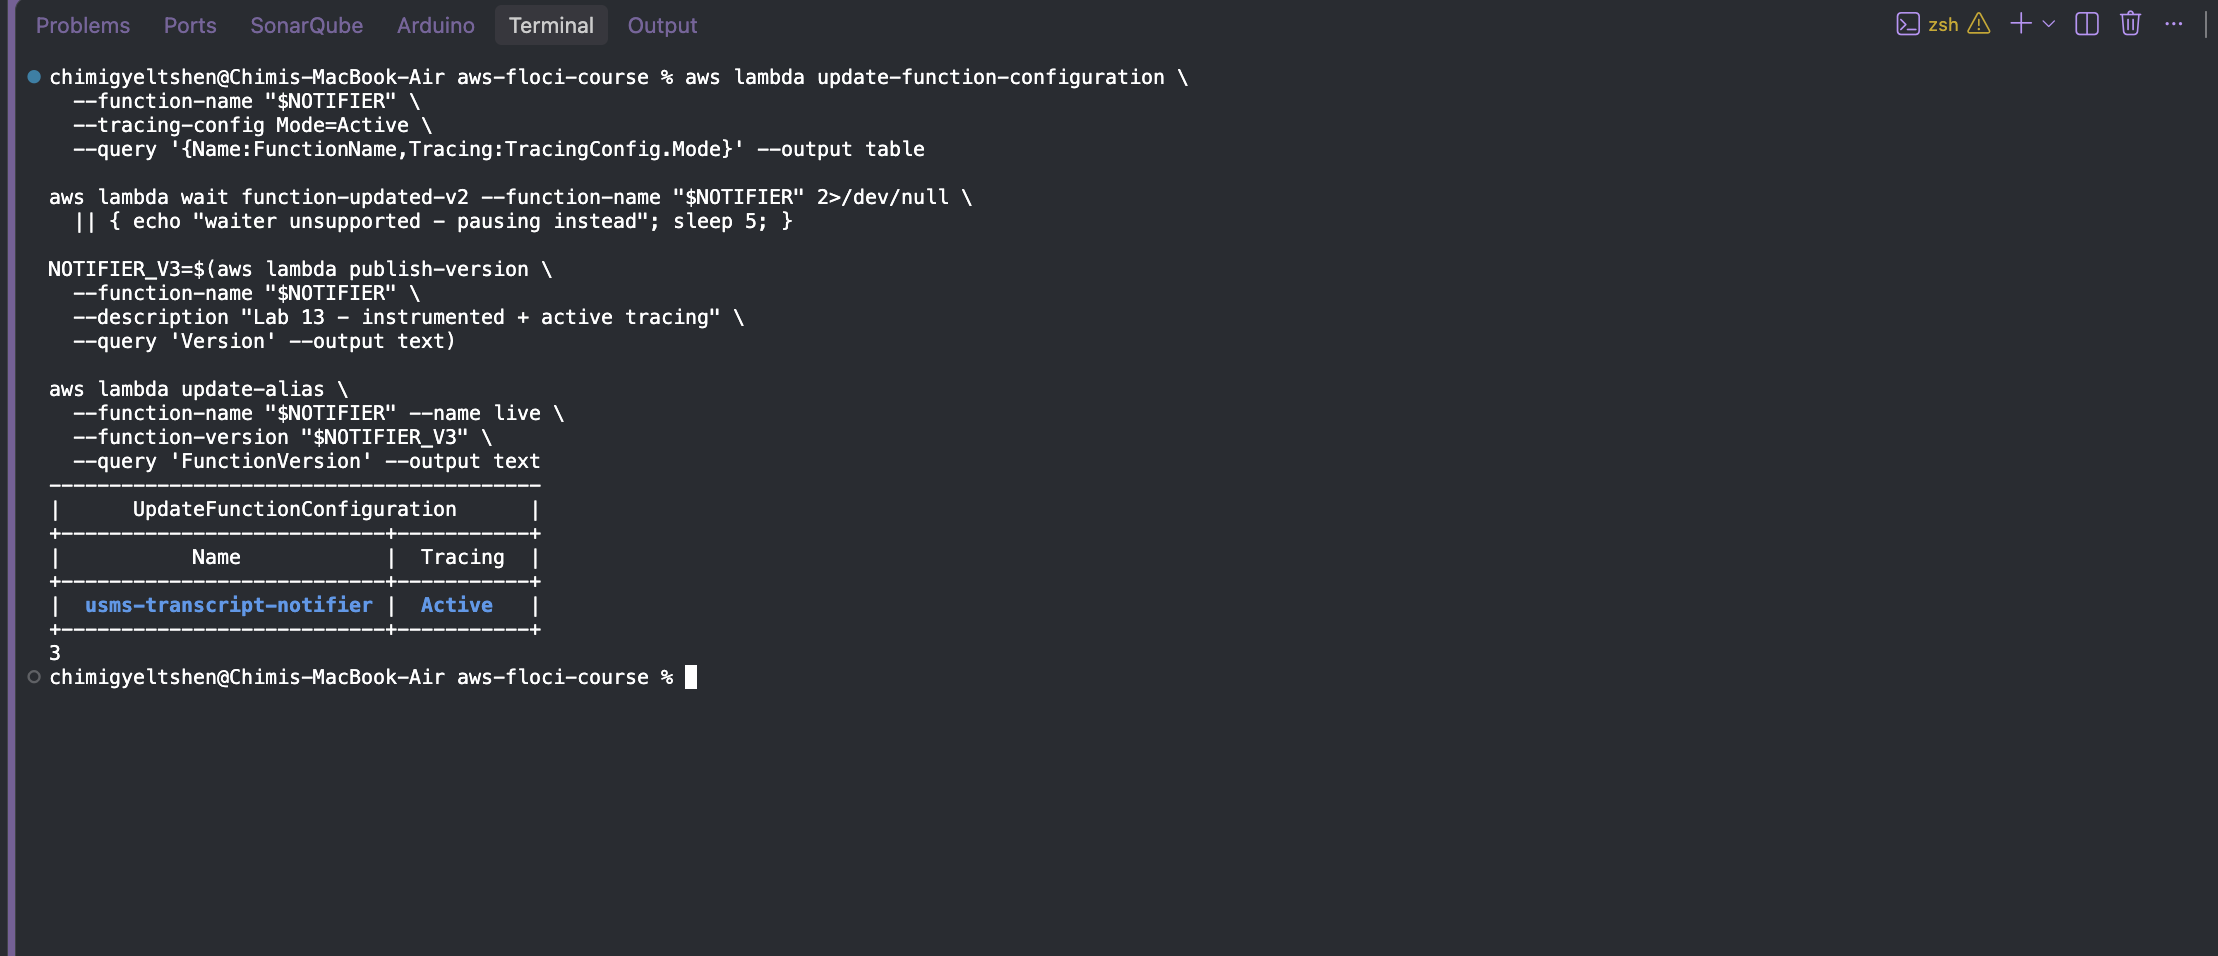 Problems Ports SonarQube Arduino Terminal Output zsh
chimigyeltshen@Chimis-MacBook-Air aws-floci-course % aws lambda update-function-configuration \
  --function-name "$NOTIFIER" \
  --tracing-config Mode=Active \
  --query '{Name:FunctionName,Tracing:TracingConfig.Mode}' --output table

aws lambda wait function-updated-v2 --function-name "$NOTIFIER" 2>/dev/null \
  || { echo "waiter unsupported - pausing instead"; sleep 5; }

NOTIFIER_V3=$(aws lambda publish-version \
  --function-name "$NOTIFIER" \
  --description "Lab 13 - instrumented + active tracing" \
  --query 'Version' --output text)

aws lambda update-alias \
  --function-name "$NOTIFIER" --name live \
  --function-version "$NOTIFIER_V3" \
  --query 'FunctionVersion' --output text
-----------------------------------------
|      UpdateFunctionConfiguration      |
+---------------------------+-----------+
|           Name            |  Tracing  |
+---------------------------+-----------+
|  usms-transcript-notifier |  Active   |
+---------------------------+-----------+
3
chimigyeltshen@Chimis-MacBook-Air aws-floci-course %